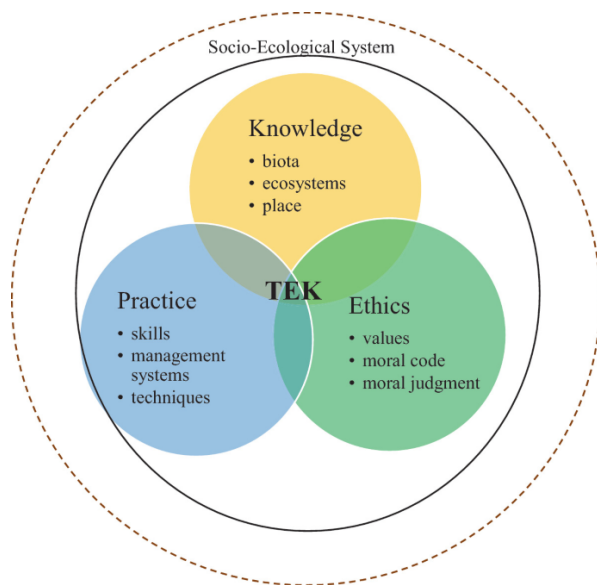 Socio-Ecological System
Knowledge
• biota
• ecosystems
• place
TEK
Practice
• skills
• management
systems
• techniques
Ethics
• values
• moral code
• moral judgment